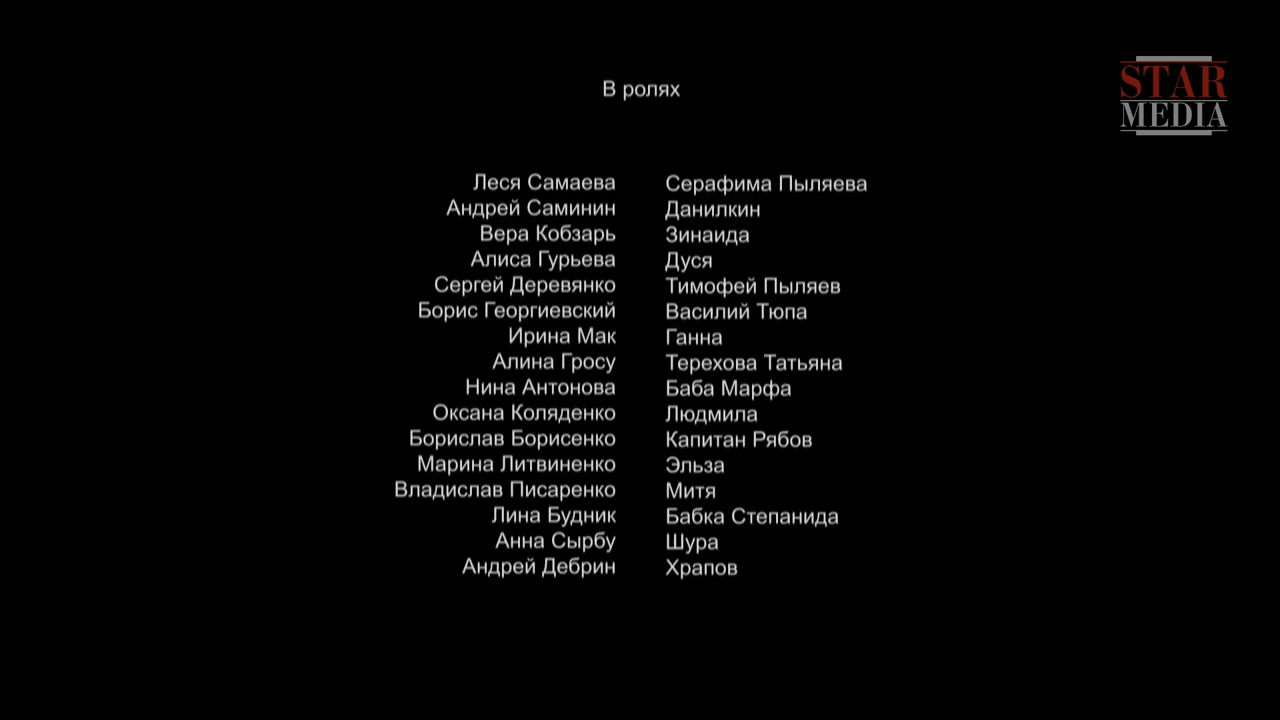 В ролях
STAR
MEDIA
Леся Самаева Серафима Пыляева
Андрей Саминин Данилкин
Вера Кобзарь Зинаида
Алиса Гурьева Дуся
Сергей Деревянко Тимофей Пыляев
Борис Георгиевский Василий Тюпа
Ирина Мак Ганна
Алина Гросу Терехова Татьяна
Нина Антонова Баба Марфа
Оксана Коляденко Людмила
Борислав Борисенко Капитан Рябов
Марина Литвиненко Эльза
Владислав Писаренко Митя
Лина Будник Бабка Степанида
Анна Сырбу Шура
Андрей Дебрин Храпов